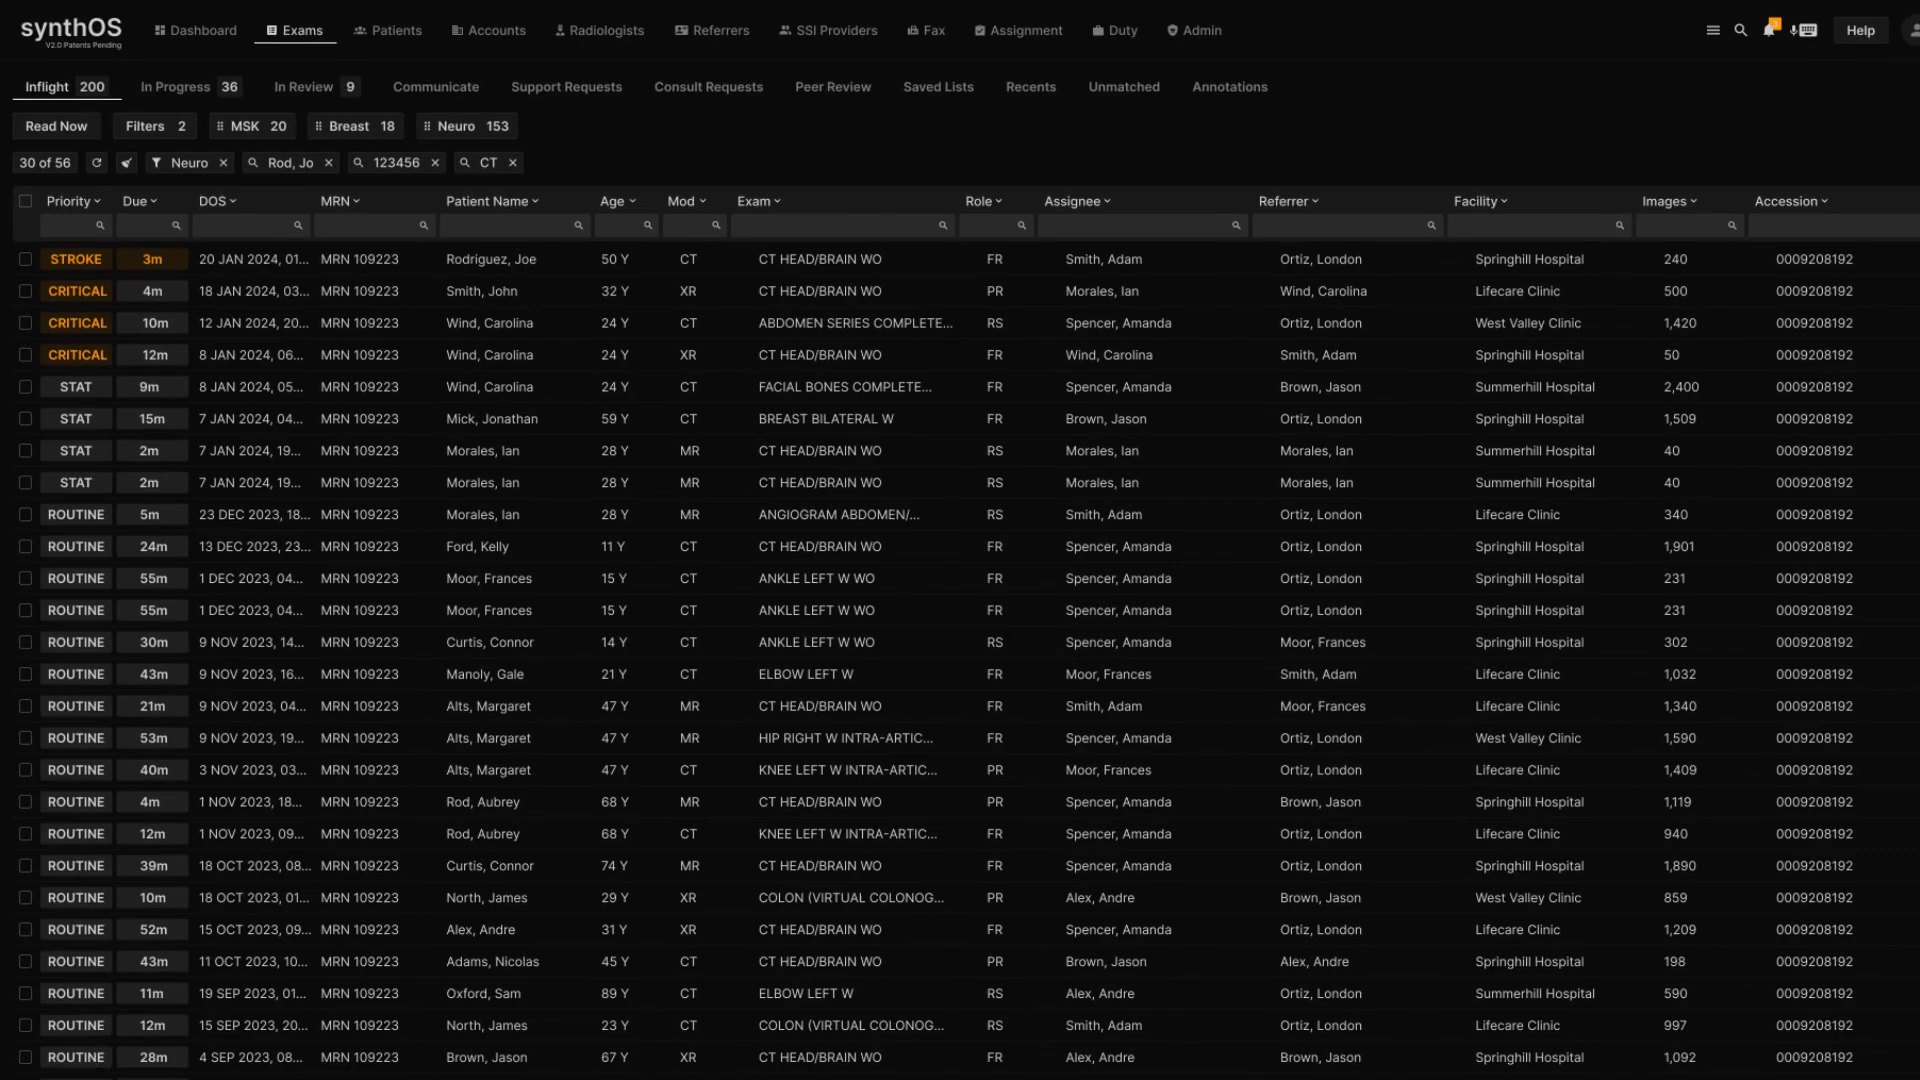 synthOS Dashboard Exams Patients Accounts Radiologists Referrers SSI Providers Fax Assignment Duty Admin Help
V2.0 Patents Pending
Inflight 200 In Progress 36 In Review 9 Communicate Support Requests Consult Requests Peer Review Saved Lists Recents Unmatched Annotations
Read Now Filters 2 MSK 20 Breast 18 Neuro 153
30 of 56 Neuro Rod, Jo 123456 CT
Priority Due DOS MRN Patient Name Age Mod Exam Role Assignee Referrer Facility Images Accession
STROKE 3m 20 JAN 2024, 01... MRN 109223 Rodriguez, Joe 50 Y CT CT HEAD/BRAIN WO FR Smith, Adam Ortiz, London Springhill Hospital 240 0009208192
CRITICAL 4m 18 JAN 2024, 03... MRN 109223 Smith, John 32 Y XR CT HEAD/BRAIN WO PR Morales, Ian Wind, Carolina Lifecare Clinic 500 0009208192
CRITICAL 10m 12 JAN 2024, 20... MRN 109223 Wind, Carolina 24 Y CT ABDOMEN SERIES COMPLETE... RS Spencer, Amanda Ortiz, London West Valley Clinic 1,420 0009208192
CRITICAL 12m 8 JAN 2024, 06... MRN 109223 Wind, Carolina 24 Y XR CT HEAD/BRAIN WO FR Wind, Carolina Smith, Adam Springhill Hospital 50 0009208192
STAT 9m 8 JAN 2024, 05... MRN 109223 Wind, Carolina 24 Y CT FACIAL BONES COMPLETE... FR Spencer, Amanda Brown, Jason Summerhill Hospital 2,400 0009208192
STAT 15m 7 JAN 2024, 04... MRN 109223 Mick, Jonathan 59 Y CT BREAST BILATERAL W FR Brown, Jason Ortiz, London Springhill Hospital 1,509 0009208192
STAT 2m 7 JAN 2024, 19... MRN 109223 Morales, Ian 28 Y MR CT HEAD/BRAIN WO RS Morales, Ian Morales, Ian Summerhill Hospital 40 0009208192
STAT 2m 7 JAN 2024, 19... MRN 109223 Morales, Ian 28 Y MR CT HEAD/BRAIN WO RS Morales, Ian Morales, Ian Summerhill Hospital 40 0009208192
ROUTINE 5m 23 DEC 2023, 18... MRN 109223 Morales, Ian 28 Y MR ANGIOGRAM ABDOMEN/... RS Smith, Adam Ortiz, London Lifecare Clinic 340 0009208192
ROUTINE 24m 13 DEC 2023, 23... MRN 109223 Ford, Kelly 11 Y CT CT HEAD/BRAIN WO FR Spencer, Amanda Ortiz, London Springhill Hospital 1,901 0009208192
ROUTINE 55m 1 DEC 2023, 04... MRN 109223 Moor, Frances 15 Y CT ANKLE LEFT W WO FR Spencer, Amanda Ortiz, London Springhill Hospital 231 0009208192
ROUTINE 55m 1 DEC 2023, 04... MRN 109223 Moor, Frances 15 Y CT ANKLE LEFT W WO FR Spencer, Amanda Ortiz, London Springhill Hospital 231 0009208192
ROUTINE 30m 9 NOV 2023, 14... MRN 109223 Curtis, Connor 14 Y CT ANKLE LEFT W WO RS Spencer, Amanda Moor, Frances Springhill Hospital 302 0009208192
ROUTINE 43m 9 NOV 2023, 16... MRN 109223 Manoly, Gale 21 Y CT ELBOW LEFT W FR Moor, Frances Smith, Adam Lifecare Clinic 1,032 0009208192
ROUTINE 21m 9 NOV 2023, 04... MRN 109223 Alts, Margaret 47 Y MR CT HEAD/BRAIN WO FR Smith, Adam Moor, Frances Lifecare Clinic 1,340 0009208192
ROUTINE 53m 9 NOV 2023, 19... MRN 109223 Alts, Margaret 47 Y MR HIP RIGHT W INTRA-ARTIC... FR Spencer, Amanda Ortiz, London West Valley Clinic 1,590 0009208192
ROUTINE 40m 3 NOV 2023, 03... MRN 109223 Alts, Margaret 47 Y CT KNEE LEFT W INTRA-ARTIC... PR Moor, Frances Ortiz, London Lifecare Clinic 1,409 0009208192
ROUTINE 4m 1 NOV 2023, 18... MRN 109223 Rod, Aubrey 68 Y MR CT HEAD/BRAIN WO PR Spencer, Amanda Brown, Jason Springhill Hospital 1,119 0009208192
ROUTINE 12m 1 NOV 2023, 09... MRN 109223 Rod, Aubrey 68 Y CT KNEE LEFT W INTRA-ARTIC... FR Spencer, Amanda Ortiz, London Lifecare Clinic 940 0009208192
ROUTINE 39m 18 OCT 2023, 08... MRN 109223 Curtis, Connor 74 Y MR CT HEAD/BRAIN WO FR Spencer, Amanda Ortiz, London Springhill Hospital 1,890 0009208192
ROUTINE 10m 18 OCT 2023, 01... MRN 109223 North, James 29 Y XR COLON (VIRTUAL COLONOG... PR Alex, Andre Brown, Jason West Valley Clinic 859 0009208192
ROUTINE 52m 15 OCT 2023, 09... MRN 109223 Alex, Andre 31 Y XR CT HEAD/BRAIN WO FR Spencer, Amanda Ortiz, London Lifecare Clinic 1,209 0009208192
ROUTINE 43m 11 OCT 2023, 10... MRN 109223 Adams, Nicolas 45 Y CT CT HEAD/BRAIN WO PR Brown, Jason Alex, Andre Springhill Hospital 198 0009208192
ROUTINE 11m 19 SEP 2023, 01... MRN 109223 Oxford, Sam 89 Y CT ELBOW LEFT W RS Alex, Andre Ortiz, London Summerhill Hospital 590 0009208192
ROUTINE 12m 15 SEP 2023, 20... MRN 109223 North, James 23 Y CT COLON (VIRTUAL COLONOG... RS Smith, Adam Ortiz, London Lifecare Clinic 997 0009208192
ROUTINE 28m 4 SEP 2023, 08... MRN 109223 Brown, Jason 67 Y XR CT HEAD/BRAIN WO FR Alex, Andre Brown, Jason Springhill Hospital 1,092 0009208192